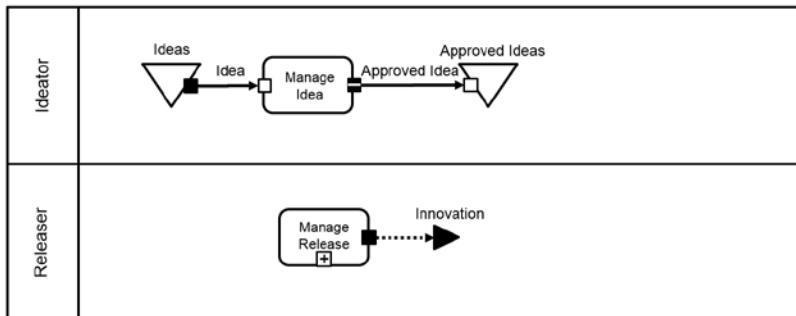 Ideator
Ideas
Idea
Manage
Idea
Approved Idea
Approved Ideas
Releaser
Manage
Release
Innovation